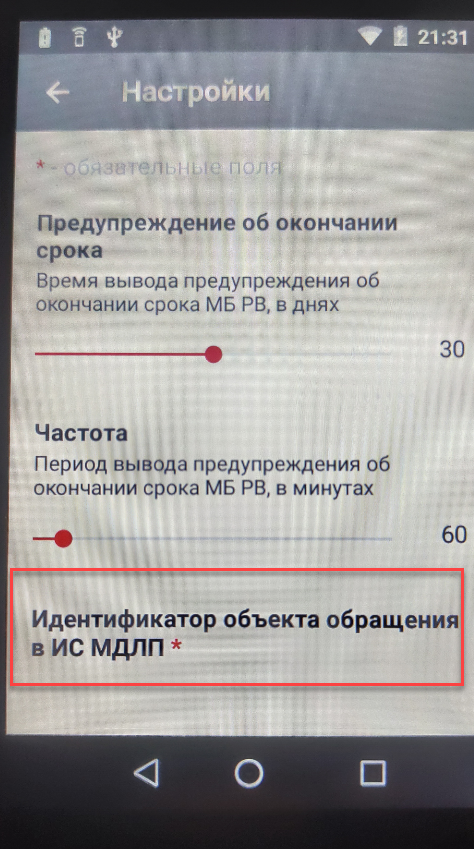 21:31
Настройки
* - обязательные поля
Предупреждение об окончании
срока
Время вывода предупреждения об
окончании срока МБ РВ, в днях
30
Частота
Период вывода предупреждения об
окончании срока МБ РВ, в минутах
60
Идентификатор объекта обращения
в ИС МДЛП *